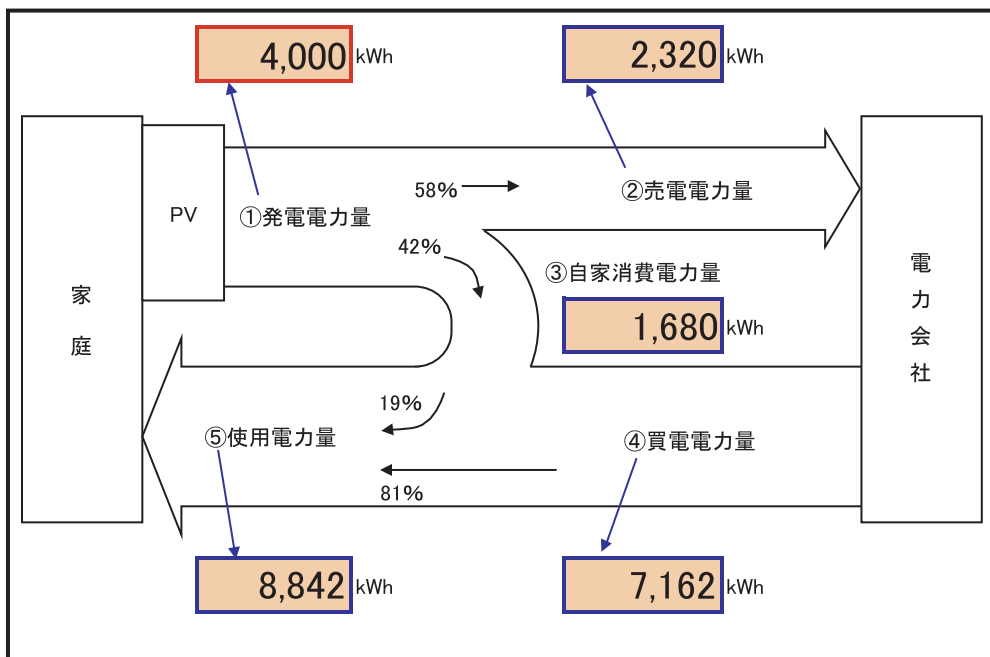 4,000 kWh
2,320 kWh
PV
58%
②売電電力量
①発電電力量
42%
③自家消費電力量
1,680 kWh
家庭
電力会社
19%
⑤使用電力量
④買電電力量
81%
8,842 kWh
7,162 kWh